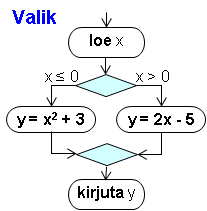 Valik
loe x
x ≤ 0
x > 0
y = x² + 3
y = 2x - 5
kirjuta y